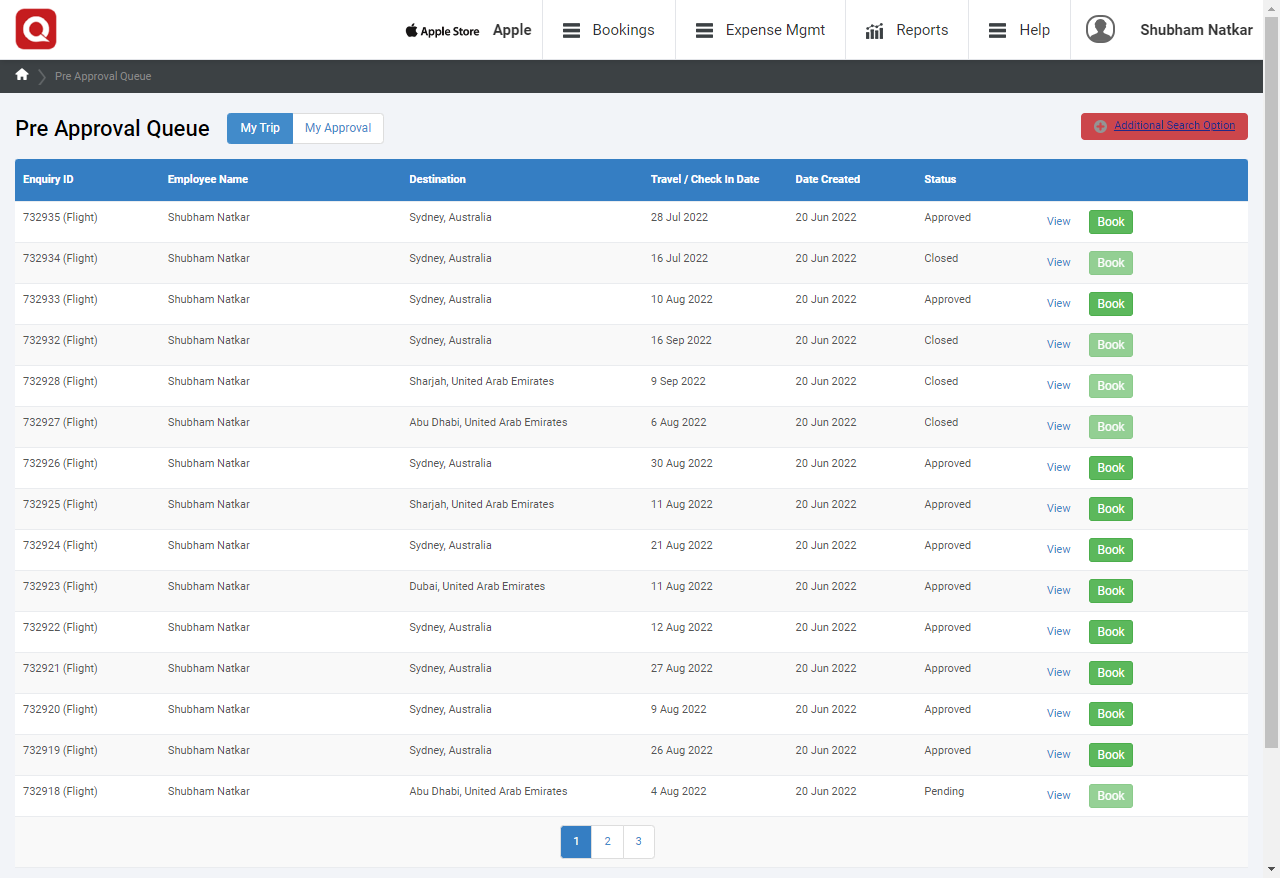 Apple Store Apple Bookings Expense Mgmt Reports Help Shubham Natkar
Pre Approval Queue
Pre Approval Queue My Trip My Approval Additional Search Option
Enquiry ID Employee Name Destination Travel / Check In Date Date Created Status
732935 (Flight) Shubham Natkar Sydney, Australia 28 Jul 2022 20 Jun 2022 Approved View Book
732934 (Flight) Shubham Natkar Sydney, Australia 16 Jul 2022 20 Jun 2022 Closed View Book
732933 (Flight) Shubham Natkar Sydney, Australia 10 Aug 2022 20 Jun 2022 Approved View Book
732932 (Flight) Shubham Natkar Sydney, Australia 16 Sep 2022 20 Jun 2022 Closed View Book
732928 (Flight) Shubham Natkar Sharjah, United Arab Emirates 9 Sep 2022 20 Jun 2022 Closed View Book
732927 (Flight) Shubham Natkar Abu Dhabi, United Arab Emirates 6 Aug 2022 20 Jun 2022 Closed View Book
732926 (Flight) Shubham Natkar Sydney, Australia 30 Aug 2022 20 Jun 2022 Approved View Book
732925 (Flight) Shubham Natkar Sharjah, United Arab Emirates 11 Aug 2022 20 Jun 2022 Approved View Book
732924 (Flight) Shubham Natkar Sydney, Australia 21 Aug 2022 20 Jun 2022 Approved View Book
732923 (Flight) Shubham Natkar Dubai, United Arab Emirates 11 Aug 2022 20 Jun 2022 Approved View Book
732922 (Flight) Shubham Natkar Sydney, Australia 12 Aug 2022 20 Jun 2022 Approved View Book
732921 (Flight) Shubham Natkar Sydney, Australia 27 Aug 2022 20 Jun 2022 Approved View Book
732920 (Flight) Shubham Natkar Sydney, Australia 9 Aug 2022 20 Jun 2022 Approved View Book
732919 (Flight) Shubham Natkar Sydney, Australia 26 Aug 2022 20 Jun 2022 Approved View Book
732918 (Flight) Shubham Natkar Abu Dhabi, United Arab Emirates 4 Aug 2022 20 Jun 2022 Pending View Book
1 2 3